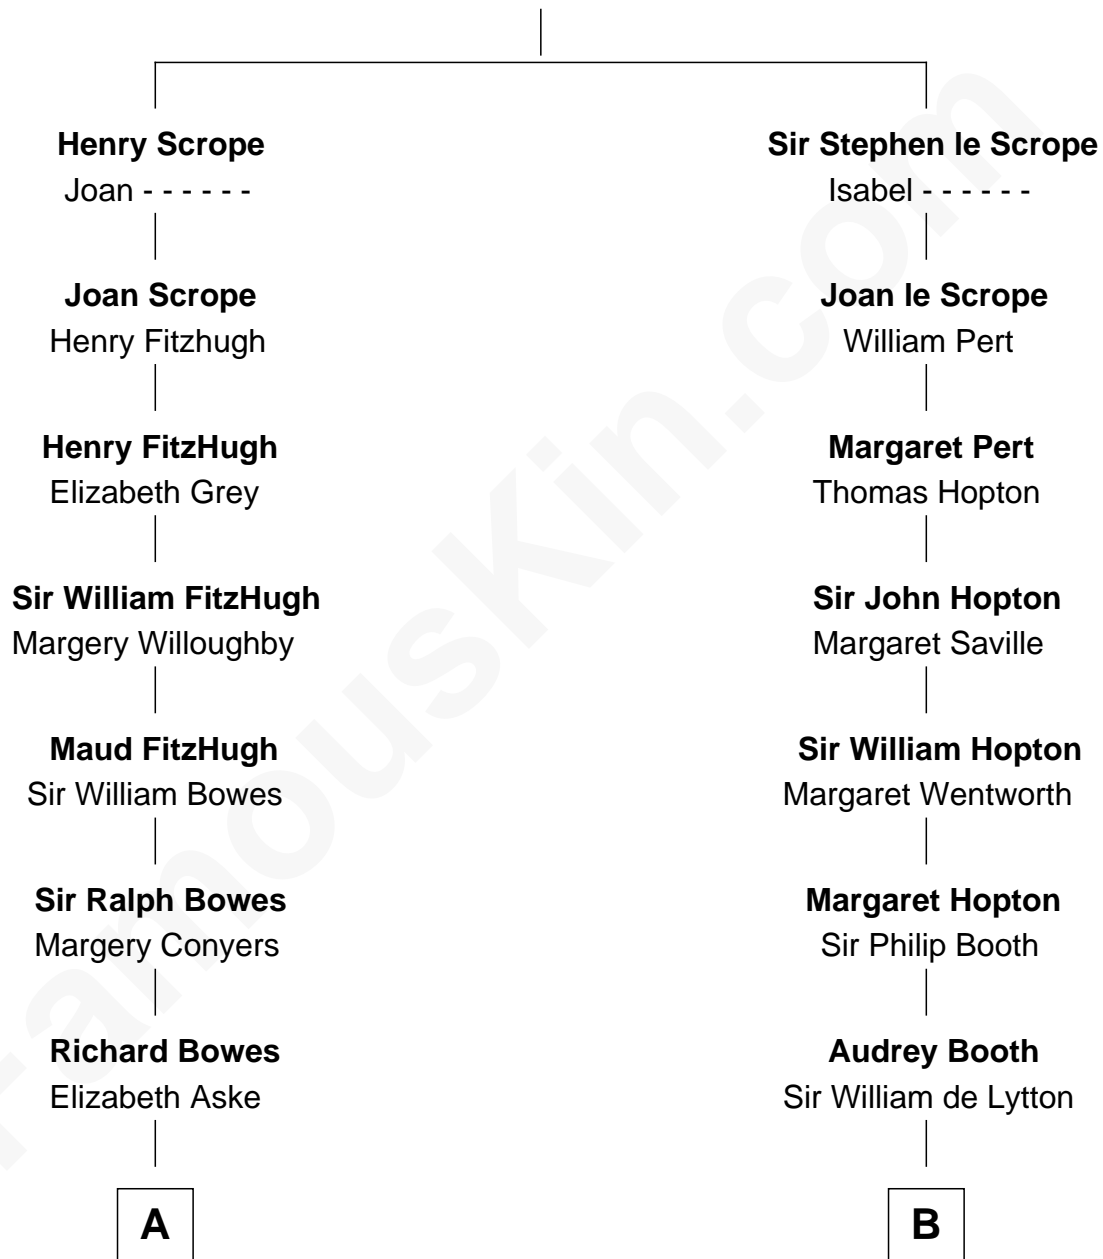 Henry Scrope
Joan - - - - - -
Joan Scrope
Henry Fitzhugh
Henry FitzHugh
Elizabeth Grey
Sir William FitzHugh
Margery Willoughby
Maud FitzHugh
Sir William Bowes
Sir Ralph Bowes
Margery Conyers
Richard Bowes
Elizabeth Aske
A
Sir Stephen le Scrope
Isabel - - - - - -
Joan le Scrope
William Pert
Margaret Pert
Thomas Hopton
Sir John Hopton
Margaret Saville
Sir William Hopton
Margaret Wentworth
Margaret Hopton
Sir Philip Booth
Audrey Booth
Sir William de Lytton
B
FamousKin.com